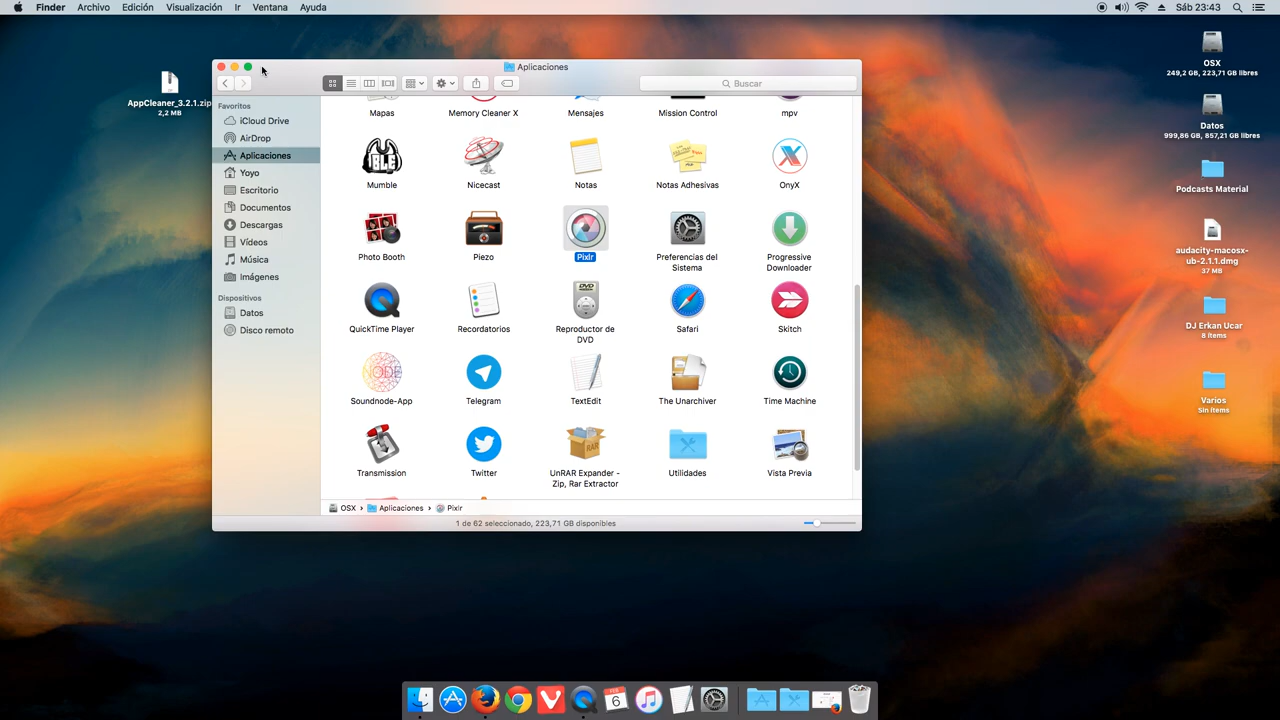 Finder Archivo Edición Visualización Ir Ventana Ayuda Sáb 23:43
Aplicaciones
Buscar
AppCleaner_3.2.1.zip
2,2 MB
Favoritos
iCloud Drive
AirDrop
Aplicaciones
Yoyo
Escritorio
Documentos
Descargas
Vídeos
Música
Imágenes
Dispositivos
Datos
Disco remoto
Mapas Memory Cleaner X Mensajes Mission Control mpv
BLE
Mumble Nicecast Notas Notas Adhesivas OnyX
Photo Booth Piezo Pixlr Preferencias del Sistema Progressive Downloader
DVD
QuickTime Player Recordatorios Reproductor de DVD Safari Skitch
NODE
Soundnode-App Telegram TextEdit The Unarchiver Time Machine
RAR
Transmission Twitter UnRAR Expander - Zip, Rar Extractor Utilidades Vista Previa
OSX › Aplicaciones › Pixlr
1 de 62 seleccionado, 223,71 GB disponibles
OSX
249,2 GB, 223,71 GB libres
Datos
999,86 GB, 857,21 GB libres
Podcasts Material
audacity-macosx-
ub-2.1.1.dmg
37 MB
DJ Erkan Ucar
8 ítems
Varios
Sin ítems
6